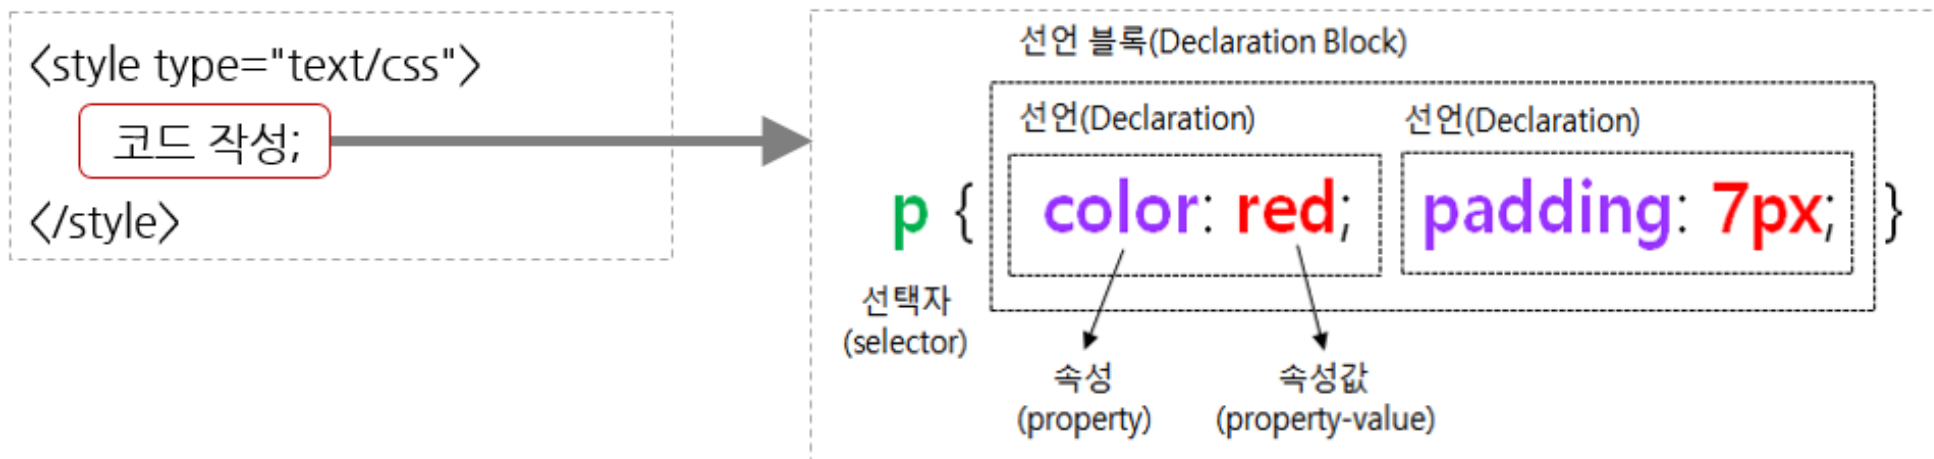 <style type="text/css">
코드 작성;
</style>
선언 블록(Declaration Block)
선언(Declaration) 선언(Declaration)
p { color: red; padding: 7px; }
선택자
(selector)
속성 속성값
(property) (property-value)